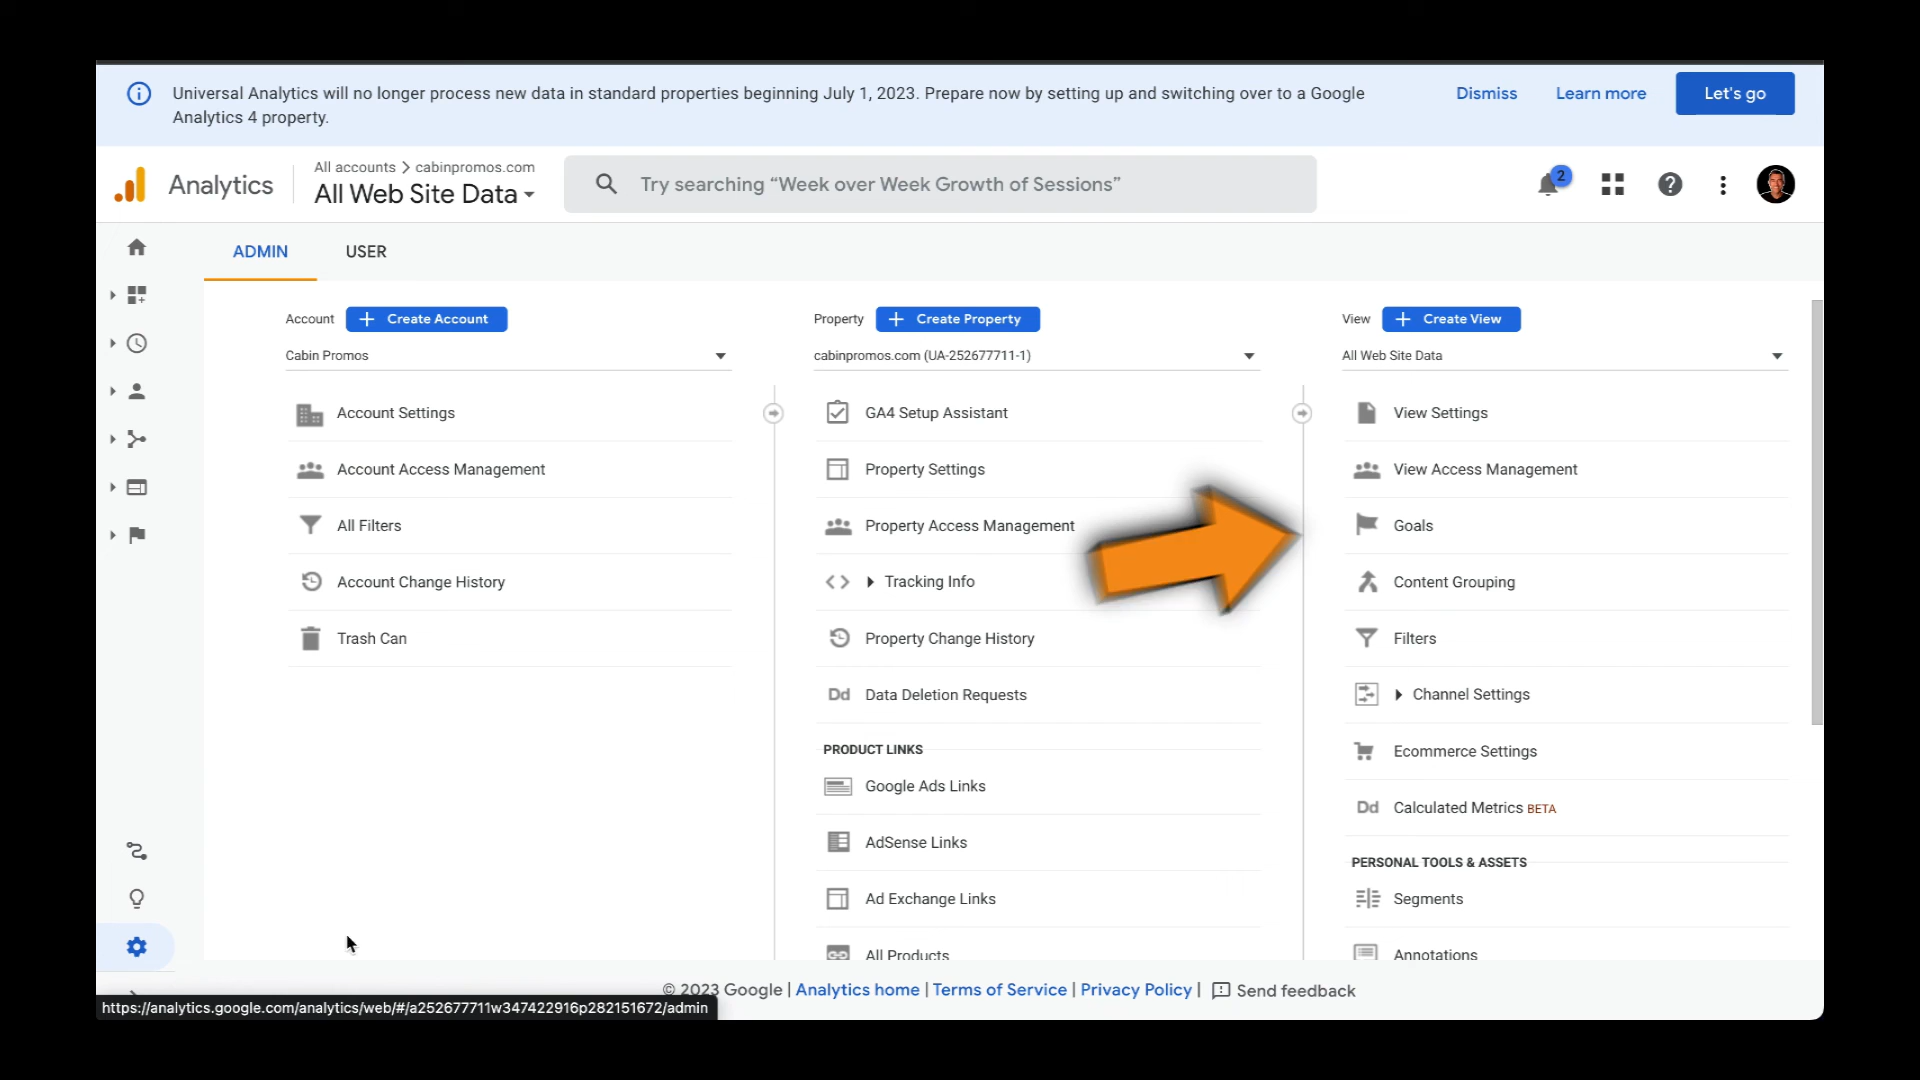 Universal Analytics will no longer process new data in standard properties beginning July 1, 2023. Prepare now by setting up and switching over to a Google
Analytics 4 property.
Dismiss
Learn more
Let's go
Analytics
All accounts > cabinpromos.com
All Web Site Data
Try searching “Week over Week Growth of Sessions”
2
ADMIN
USER
Account
+ Create Account
Cabin Promos
Account Settings
Account Access Management
All Filters
Account Change History
Trash Can
Property
+ Create Property
cabinpromos.com (UA-252677711-1)
GA4 Setup Assistant
Property Settings
Property Access Management
Tracking Info
Property Change History
Dd Data Deletion Requests
PRODUCT LINKS
Google Ads Links
AdSense Links
Ad Exchange Links
All Products
View
+ Create View
All Web Site Data
View Settings
View Access Management
Goals
Content Grouping
Filters
Channel Settings
Ecommerce Settings
Dd Calculated Metrics BETA
PERSONAL TOOLS & ASSETS
Segments
Annotations
© 2023 Google | Analytics home | Terms of Service | Privacy Policy | Send feedback
https://analytics.google.com/analytics/web/#/a252677711w347422916p282151672/admin